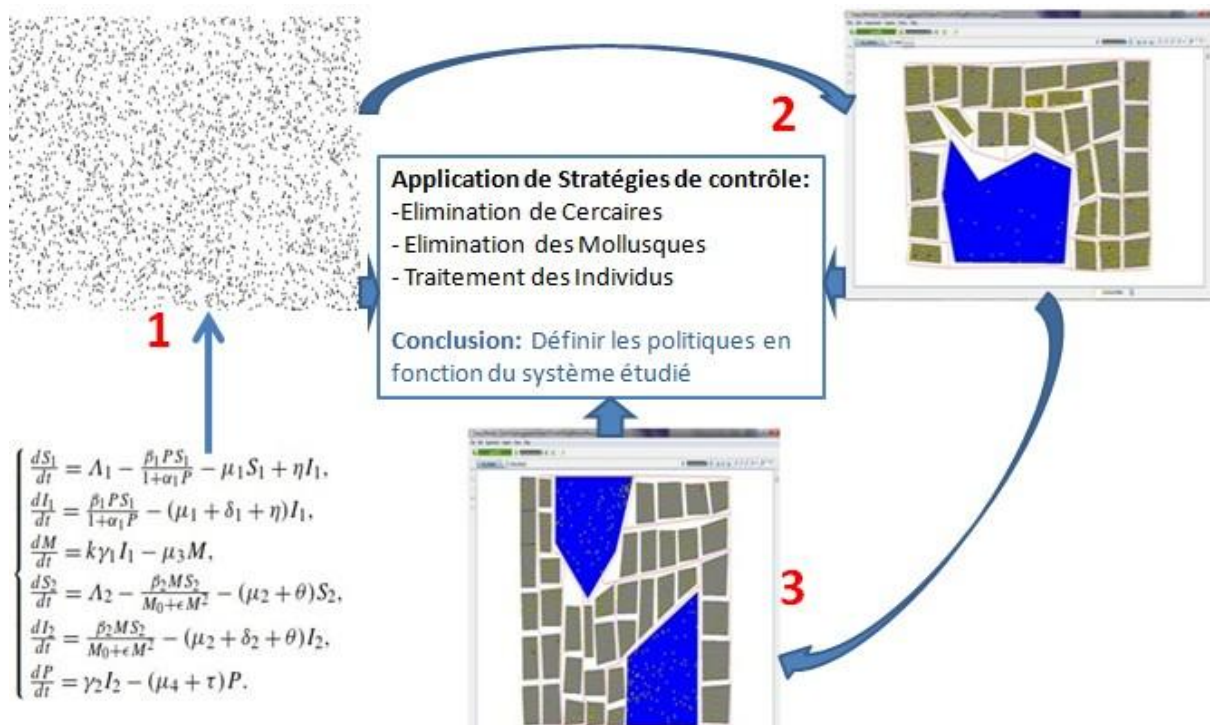 1
2
Application de Stratégies de contrôle:
-Elimination de Cercaires
- Elimination des Mollusques
- Traitement des Individus
Conclusion: Définir les politiques en
fonction du système étudié
3
dS₁/dt = Λ₁ − β₁PS₁/(1+α₁P) − μ₁S₁ + ηI₁,
dI₁/dt = β₁PS₁/(1+α₁P) − (μ₁ + δ₁ + η)I₁,
dM/dt = kγ₁I₁ − μ₃M,
dS₂/dt = Λ₂ − β₂MS₂/(M₀+ϵM²) − (μ₂ + θ)S₂,
dI₂/dt = β₂MS₂/(M₀+ϵM²) − (μ₂ + δ₂ + θ)I₂,
dP/dt = γ₂I₂ − (μ₄ + τ)P.